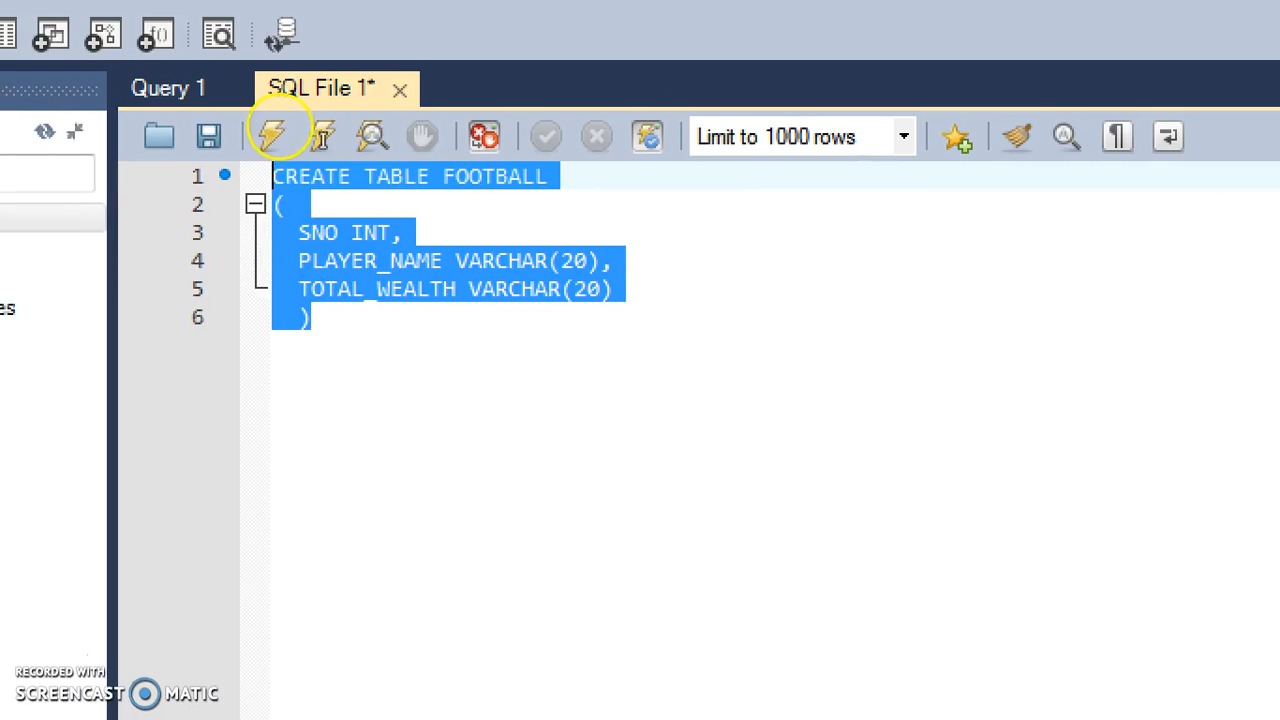 Query 1
SQL File 1*
Limit to 1000 rows
1 CREATE TABLE FOOTBALL
2 (
3 SNO INT,
4 PLAYER_NAME VARCHAR(20),
5 TOTAL_WEALTH VARCHAR(20)
6 )
es
RECORDED WITH
SCREENCAST MATIC